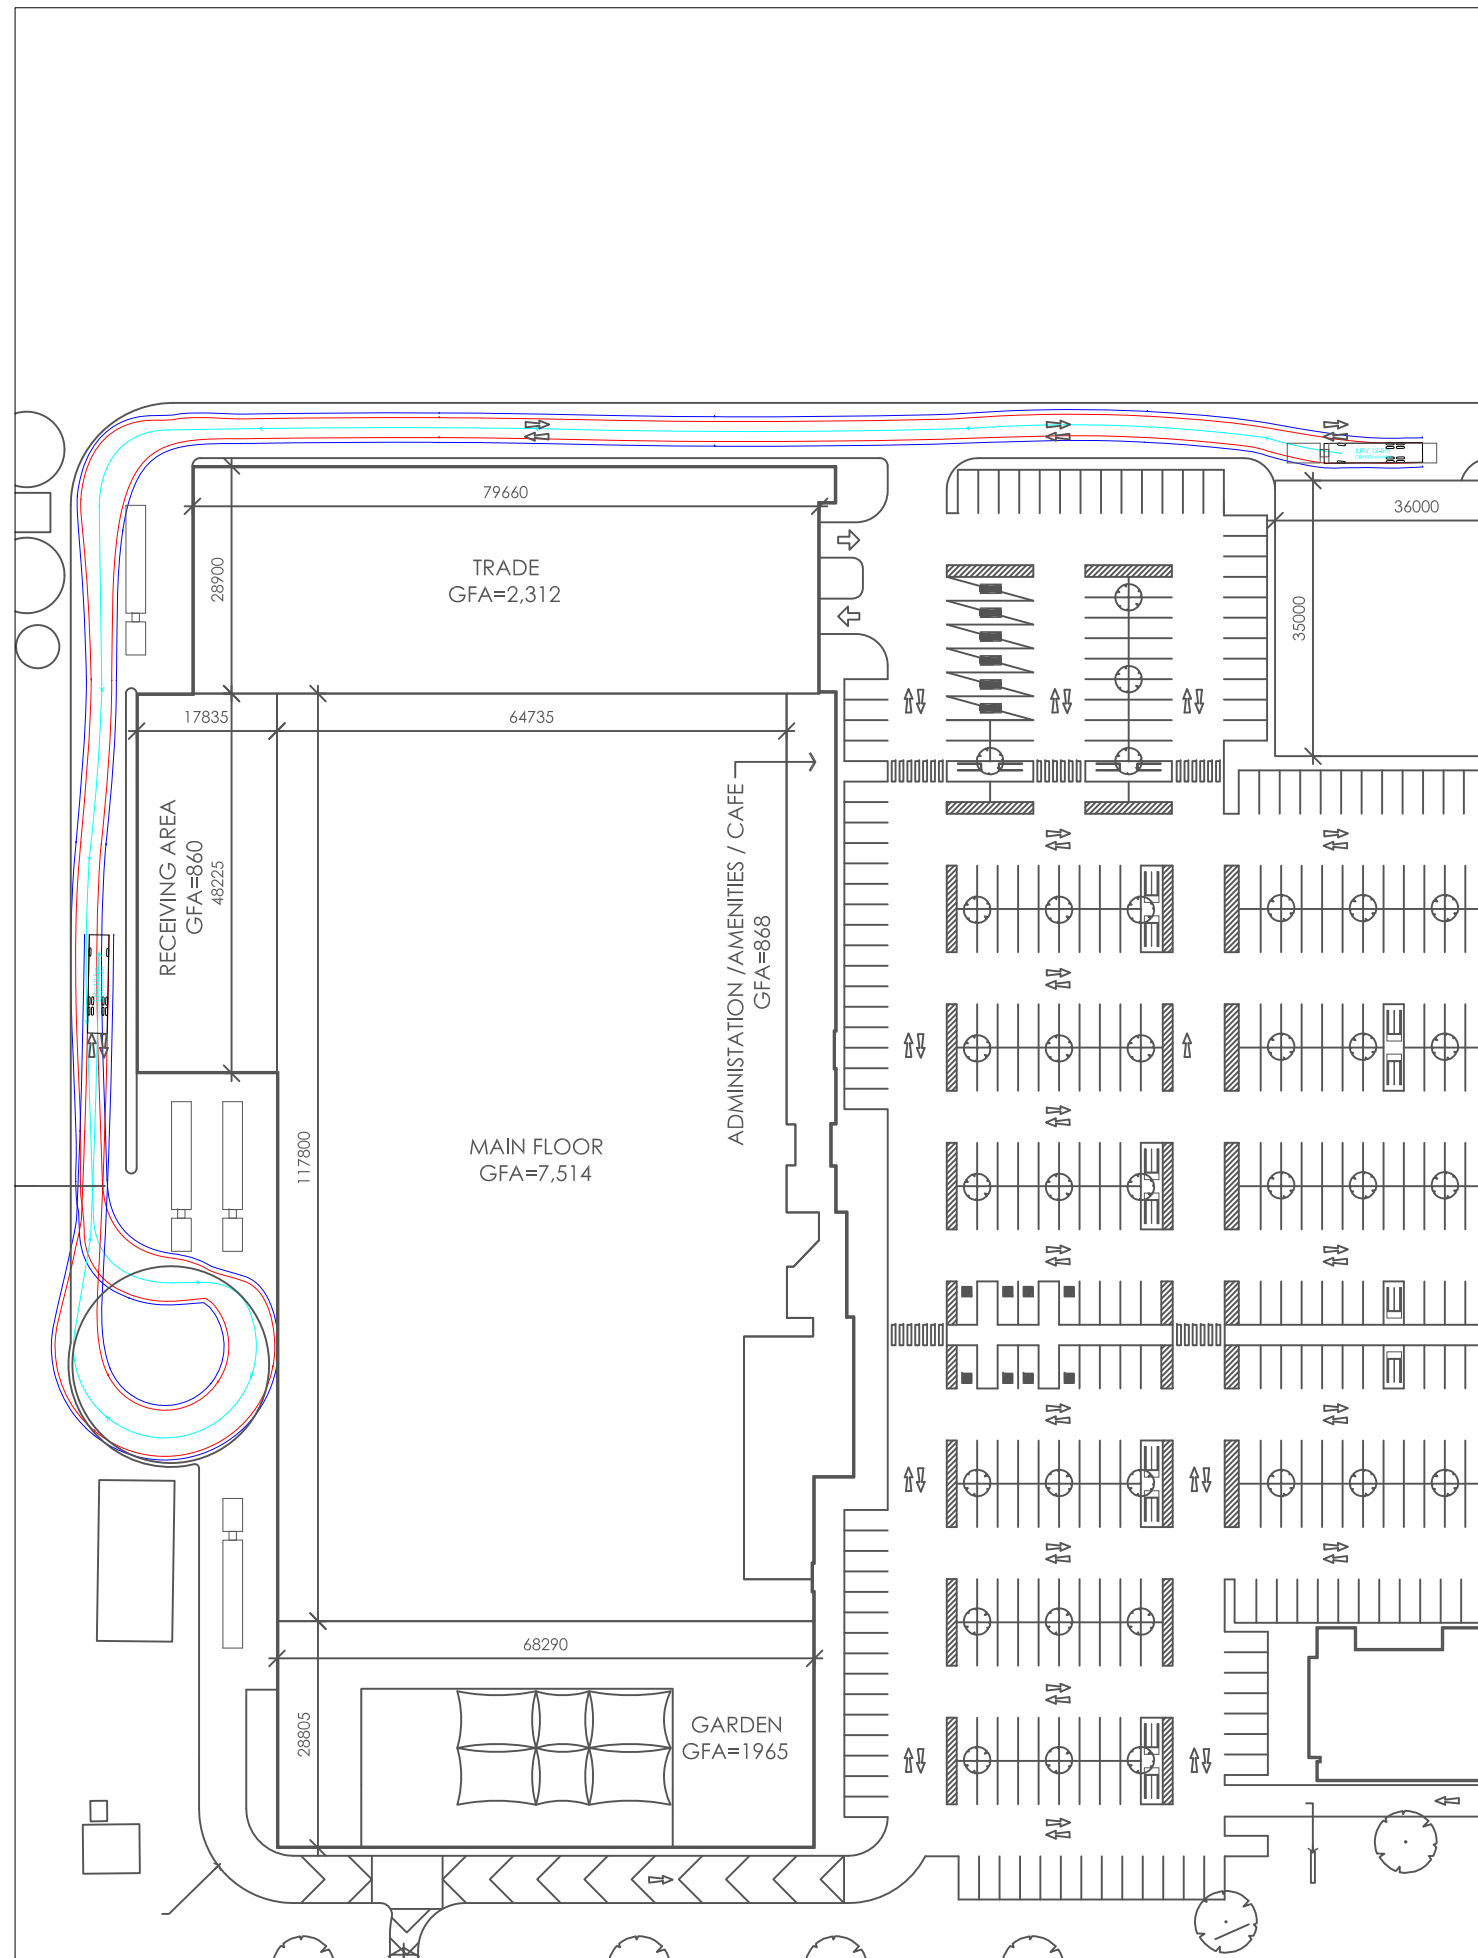 79660
36000
TRADE
GFA=2,312
28900
35000
17835
64735
RECEIVING AREA
GFA=860
48225
ADMINISTATION /AMENITIES / CAFE
GFA=868
117800
MAIN FLOOR
GFA=7,514
68290
GARDEN
GFA=1965
28805